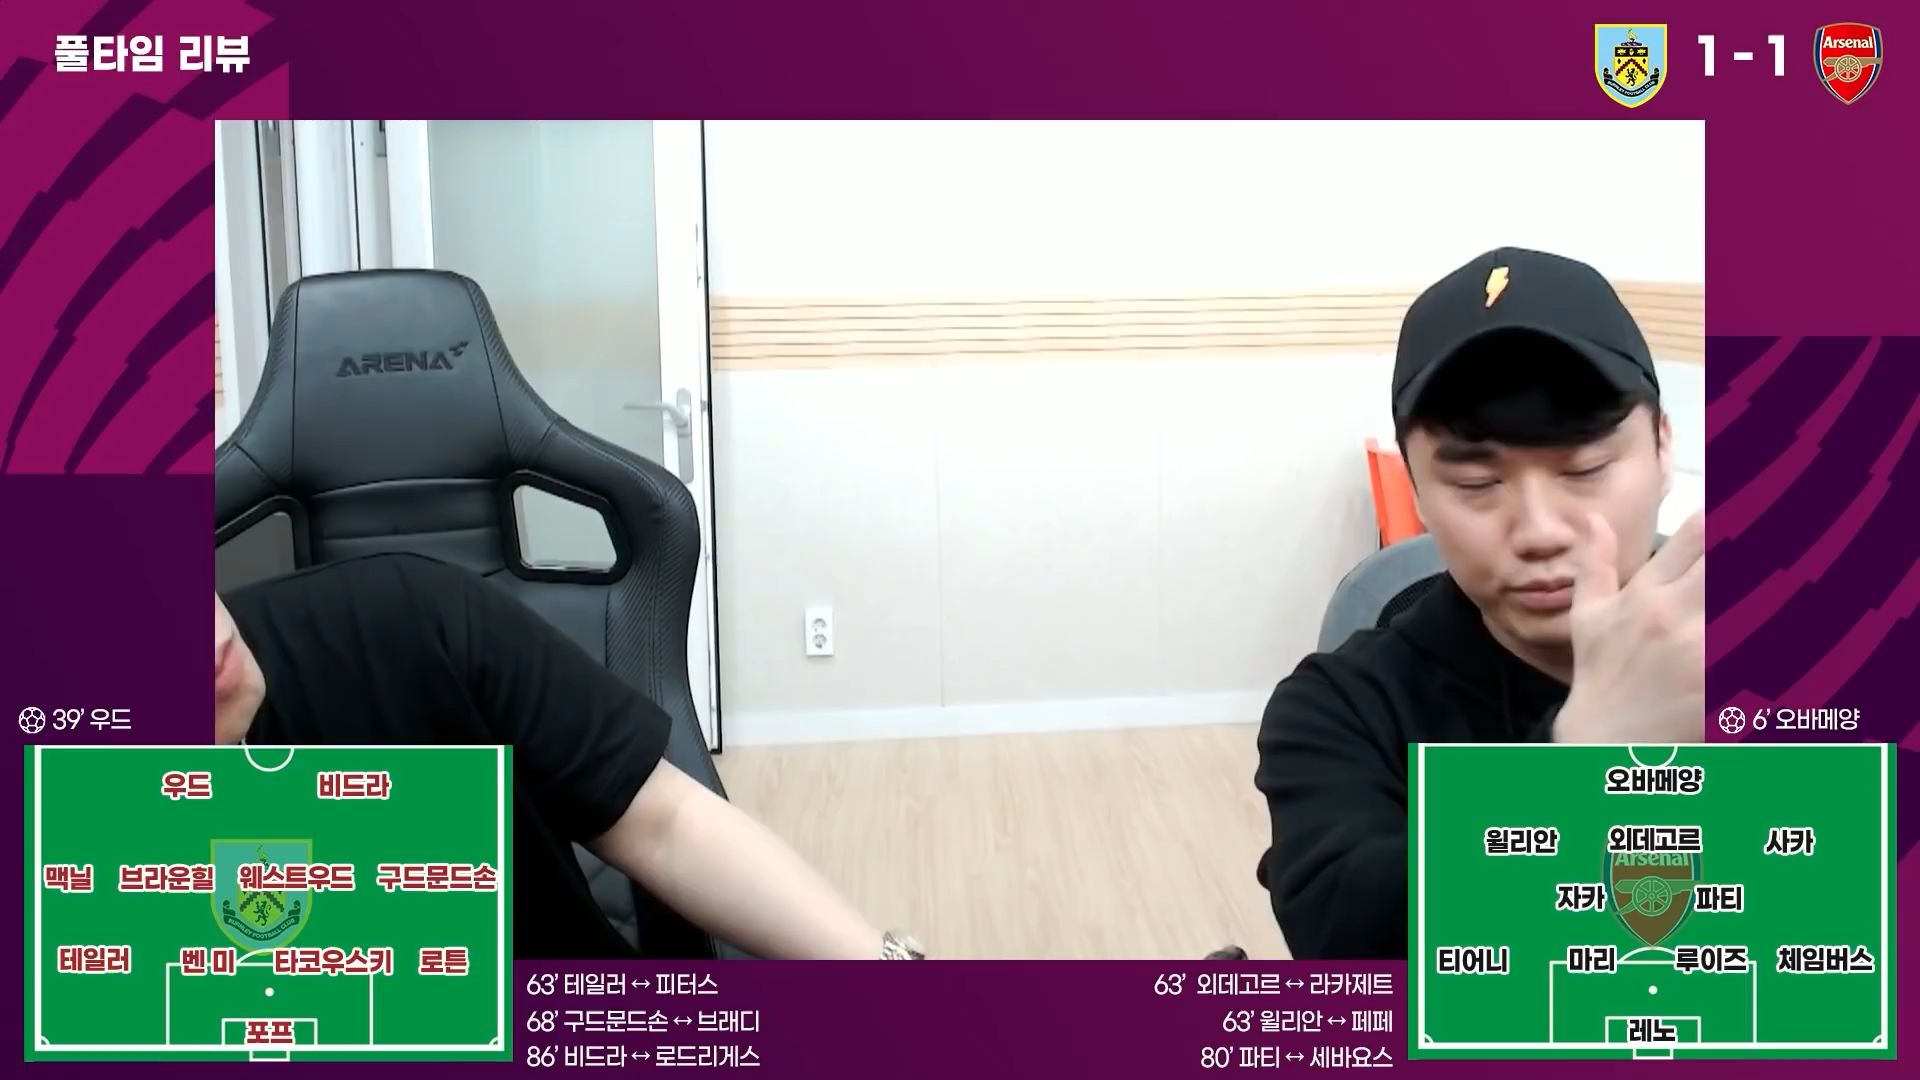 풀타임 리뷰
1 - 1
Arsenal
ARENA
39' 우드
6' 오바메양
우드 비드라
맥닐 브라운힐 웨스트우드 구드문드손
테일러 벤 미 타코우스키 로튼
포프
오바메양
윌리안 외데고르 사카
Arsenal
자카 파티
티어니 마리 루이즈 체임버스
레노
63' 테일러 ↔ 피터스
68' 구드문드손 ↔ 브래디
86' 비드라 ↔ 로드리게스
63' 외데고르 ↔ 라카제트
63' 윌리안 ↔ 페페
80' 파티 ↔ 세바요스